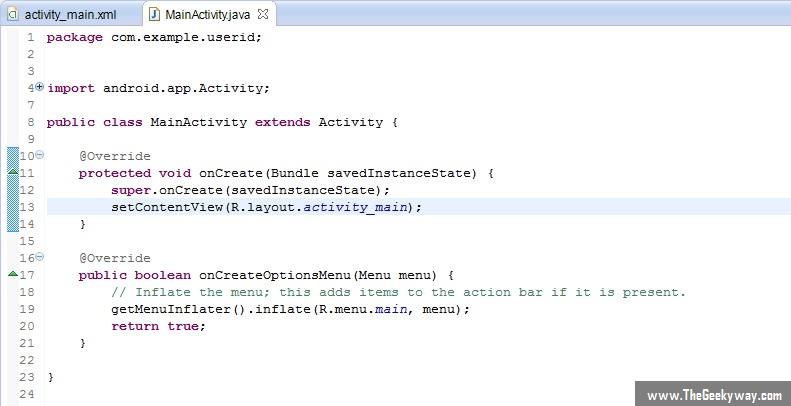 activity_main.xml
MainActivity.java
1 package com.example.userid;
2
3
4 import android.app.Activity;
7
8 public class MainActivity extends Activity {
9
10     @Override
11     protected void onCreate(Bundle savedInstanceState) {
12         super.onCreate(savedInstanceState);
13         setContentView(R.layout.activity_main);
14     }
15
16     @Override
17     public boolean onCreateOptionsMenu(Menu menu) {
18         // Inflate the menu; this adds items to the action bar if it is present.
19         getMenuInflater().inflate(R.menu.main, menu);
20         return true;
21     }
22
23 }
24
www.TheGeekyway.com